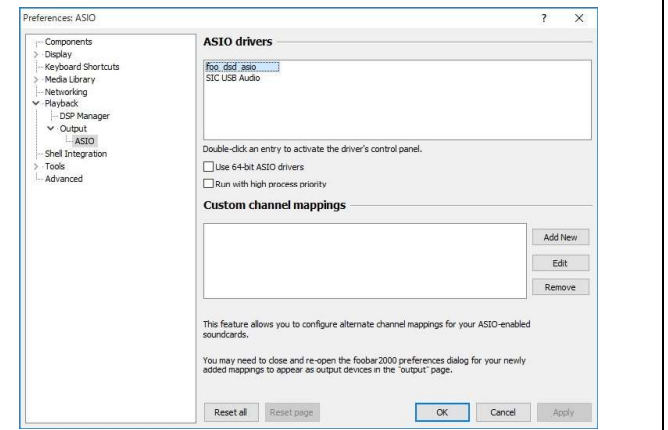 Preferences: ASIO
? X
Components
Display
Keyboard Shortcuts
Media Library
Networking
Playback
DSP Manager
Output
ASIO
Shell Integration
Tools
Advanced
ASIO drivers
foo_dsd_asio
SIC USB Audio
Double-click an entry to activate the driver's control panel.
Use 64-bit ASIO drivers
Run with high process priority
Custom channel mappings
Add New
Edit
Remove
This feature allows you to configure alternate channel mappings for your ASIO-enabled
soundcards.
You may need to close and re-open the foobar2000 preferences dialog for your newly
added mappings to appear as output devices in the "output" page.
Reset all
Reset page
OK
Cancel
Apply